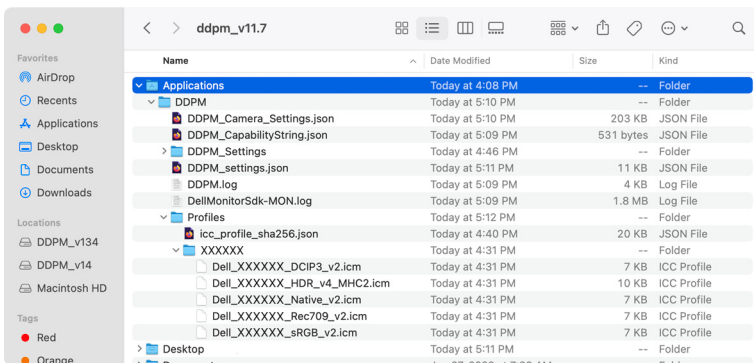 ddpm_v11.7
Favorites
AirDrop
Recents
Applications
Desktop
Documents
Downloads
Locations
DDPM_v134
DDPM_v14
Macintosh HD
Tags
Red
Orange
Name Date Modified Size Kind
Applications Today at 4:08 PM -- Folder
DDPM Today at 5:10 PM -- Folder
DDPM_Camera_Settings.json Today at 5:10 PM 203 KB JSON File
DDPM_CapabilityString.json Today at 5:09 PM 531 bytes JSON File
DDPM_Settings Today at 4:46 PM -- Folder
DDPM_settings.json Today at 5:11 PM 11 KB JSON File
DDPM.log Today at 5:09 PM 4 KB Log File
DellMonitorSdk-MON.log Today at 5:09 PM 1.8 MB Log File
Profiles Today at 5:12 PM -- Folder
icc_profile_sha256.json Today at 4:40 PM 20 KB JSON File
XXXXXX Today at 4:31 PM -- Folder
Dell_XXXXXX_DCIP3_v2.icm Today at 4:31 PM 7 KB ICC Profile
Dell_XXXXXX_HDR_v4_MHC2.icm Today at 4:31 PM 10 KB ICC Profile
Dell_XXXXXX_Native_v2.icm Today at 4:31 PM 7 KB ICC Profile
Dell_XXXXXX_Rec709_v2.icm Today at 4:31 PM 7 KB ICC Profile
Dell_XXXXXX_sRGB_v2.icm Today at 4:31 PM 7 KB ICC Profile
Desktop Today at 5:11 PM -- Folder